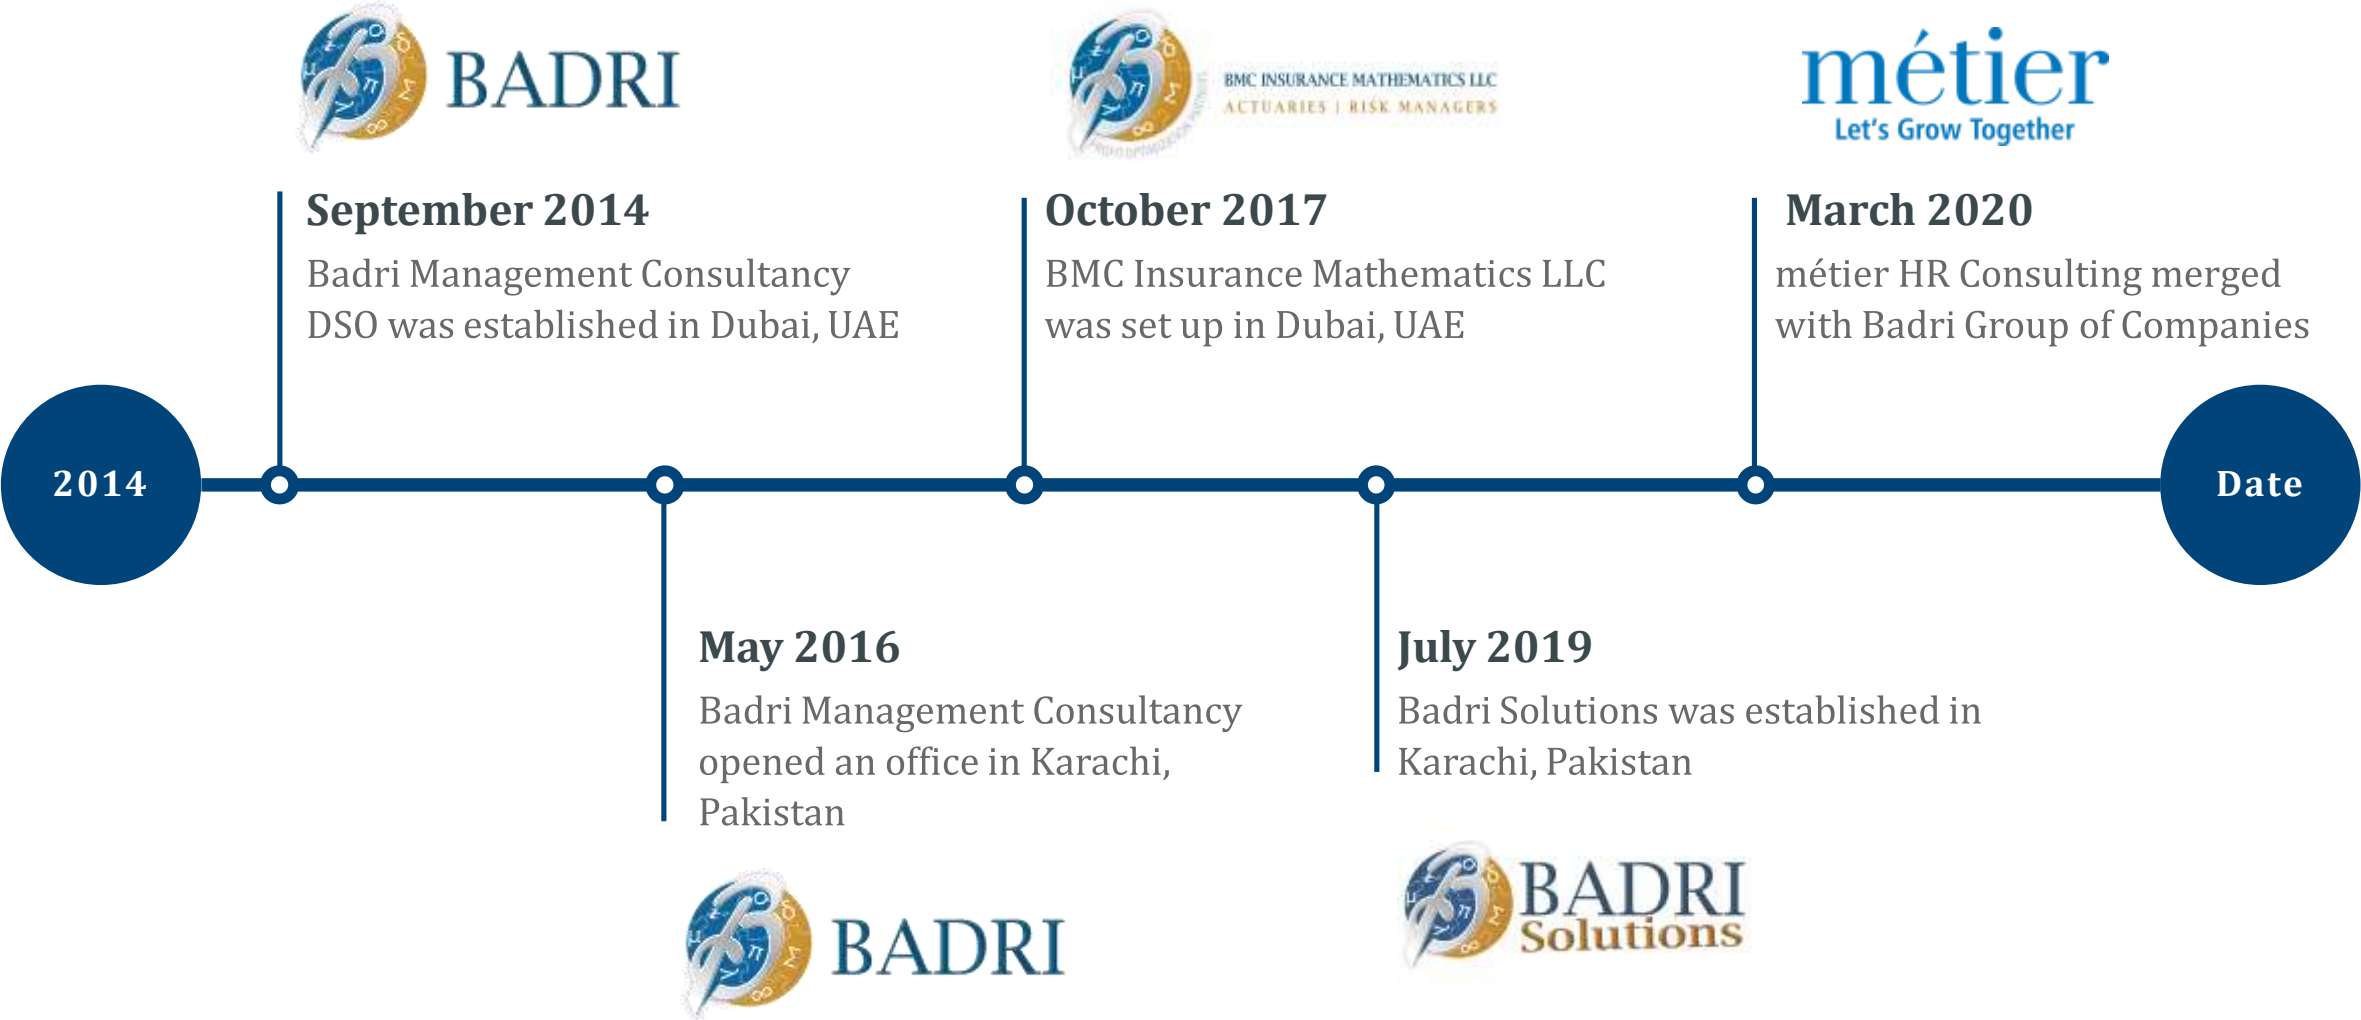 BADRI
BMC INSURANCE MATHEMATICS LLC
ACTUARIES | RISK MANAGERS
métier
Let's Grow Together
September 2014
Badri Management Consultancy
DSO was established in Dubai, UAE
October 2017
BMC Insurance Mathematics LLC
was set up in Dubai, UAE
March 2020
métier HR Consulting merged
with Badri Group of Companies
2014
Date
May 2016
Badri Management Consultancy
opened an office in Karachi,
Pakistan
July 2019
Badri Solutions was established in
Karachi, Pakistan
BADRI
BADRI
Solutions